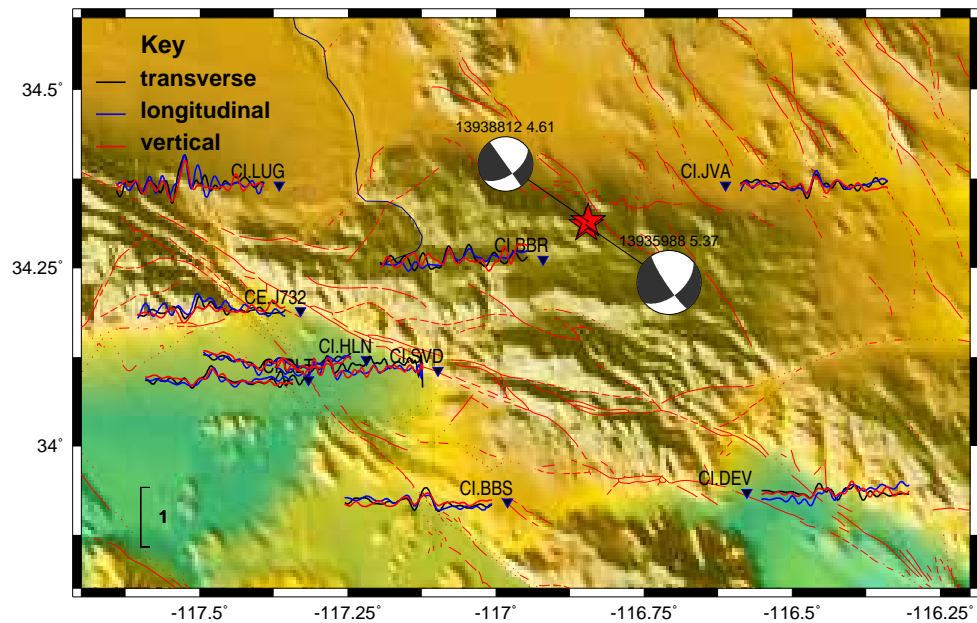 Key
transverse
longitudinal
vertical
34.5°
34.25°
34°
13938812 4.61
CI.LUG
CI.JVA
13935988 5.37
CI.BBR
CE.J732
CI.HLN
CI.SVD
CI.CLT
CI.BBS
CI.DEV
1
-117.5
-117.25
-117
-116.75
-116.5
-116.25